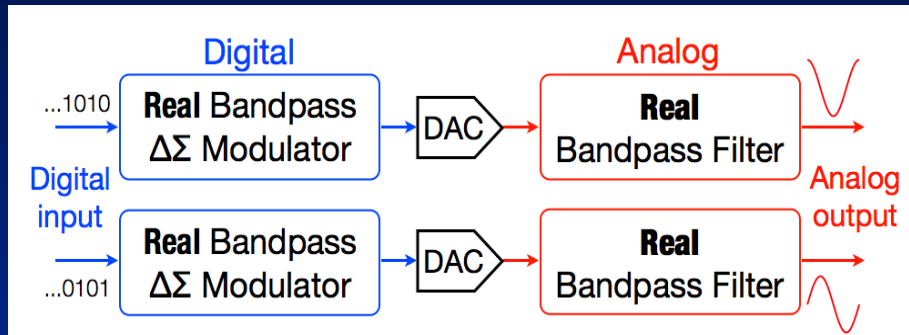 Digital
Analog
...1010
Real Bandpass
ΔΣ Modulator
DAC
Real
Bandpass Filter
Digital
input
Analog
output
...0101
Real Bandpass
ΔΣ Modulator
DAC
Real
Bandpass Filter